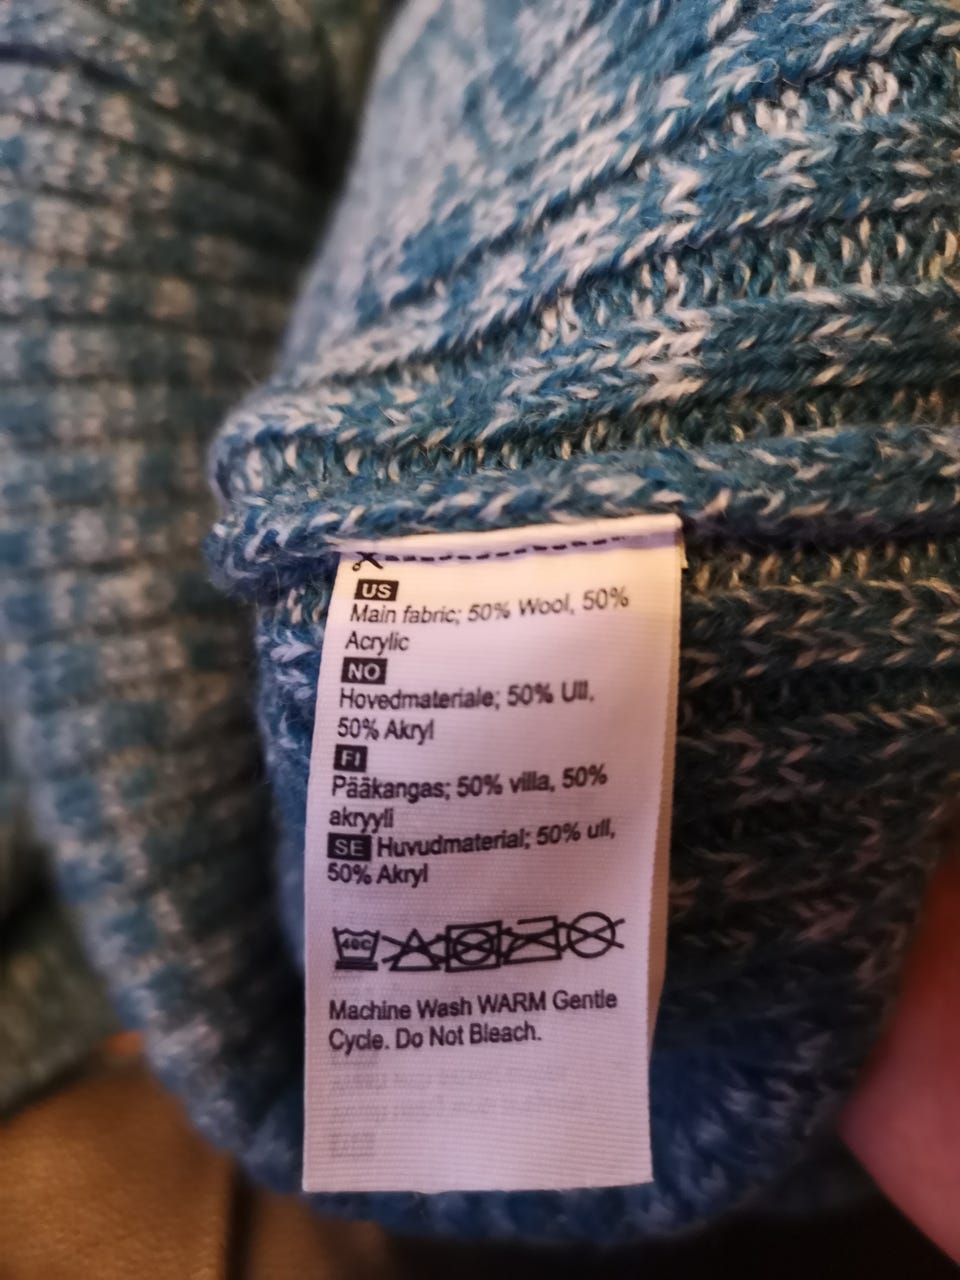 US
Main fabric; 50% Wool, 50%
Acrylic
NO
Hovedmateriale; 50% Ull,
50% Akryl
FI
Pääkangas; 50% villa, 50%
akryyli
SE Huvudmaterial; 50% ull,
50% Akryl
40C
Machine Wash WARM Gentle
Cycle. Do Not Bleach.